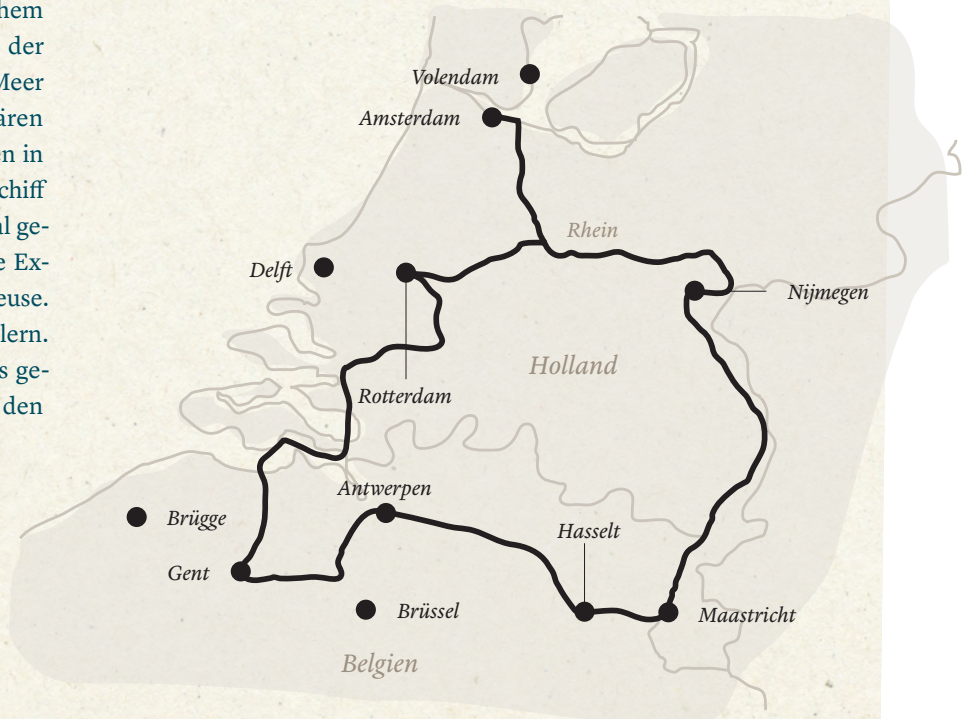 hem
der
Meer
ären
en in
chiff
al ge-
e Ex-
euse.
lern.
s ge-
den
Volendam
Amsterdam
Rhein
Delft
Nijmegen
Holland
Rotterdam
Antwerpen
Brügge
Hasselt
Gent
Brüssel
Maastricht
Belgien